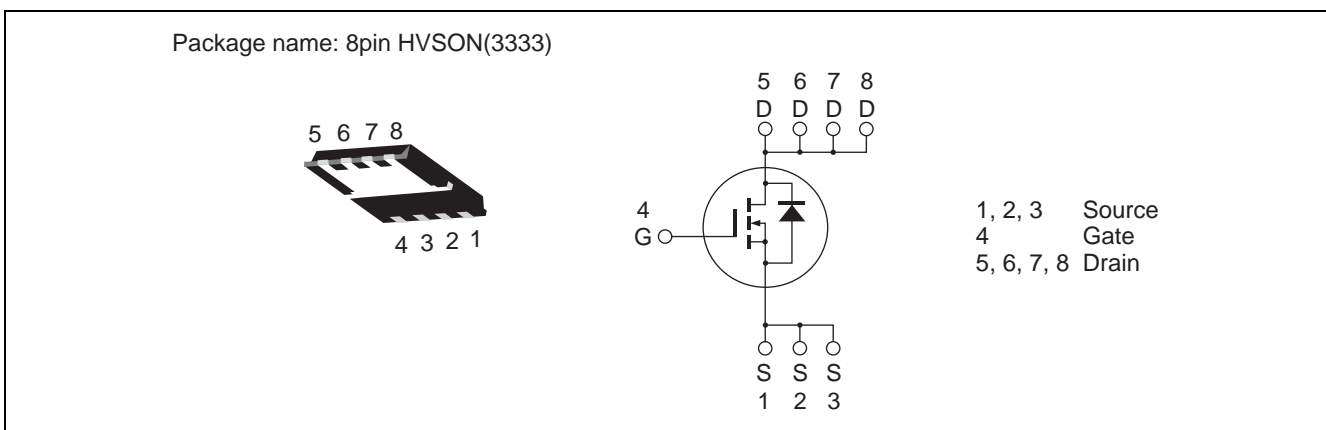 Package name: 8pin HVSON(3333)
5 6 7 8
4 3 2 1
5 6 7 8
D D D D
4
G
S S S
1 2 3
1, 2, 3 Source
4 Gate
5, 6, 7, 8 Drain